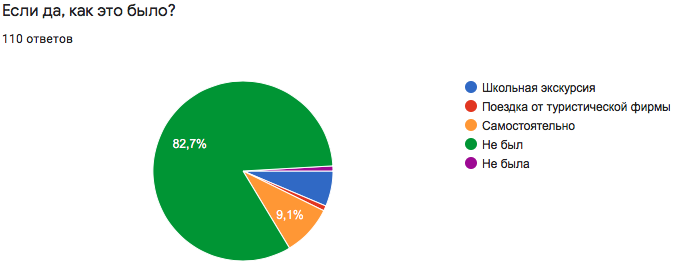 Если да, как это было?
110 ответов
Школьная экскурсия
Поездка от туристической фирмы
Самостоятельно
Не был
Не была
82,7%
9,1%